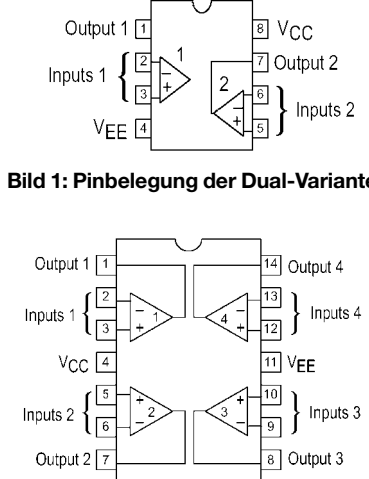 Output 1 1 8 VCC
2 1 7 Output 2
Inputs 1 { − + 2
3 6
− + } Inputs 2
VEE 4 5
Bild 1: Pinbelegung der Dual-Variante
Output 1 1 14 Output 4
2 13
Inputs 1 { − + 1 4 − + } Inputs 4
3 12
VCC 4 11 VEE
5 10
Inputs 2 { + − 2 3 + − } Inputs 3
6 9
Output 2 7 8 Output 3